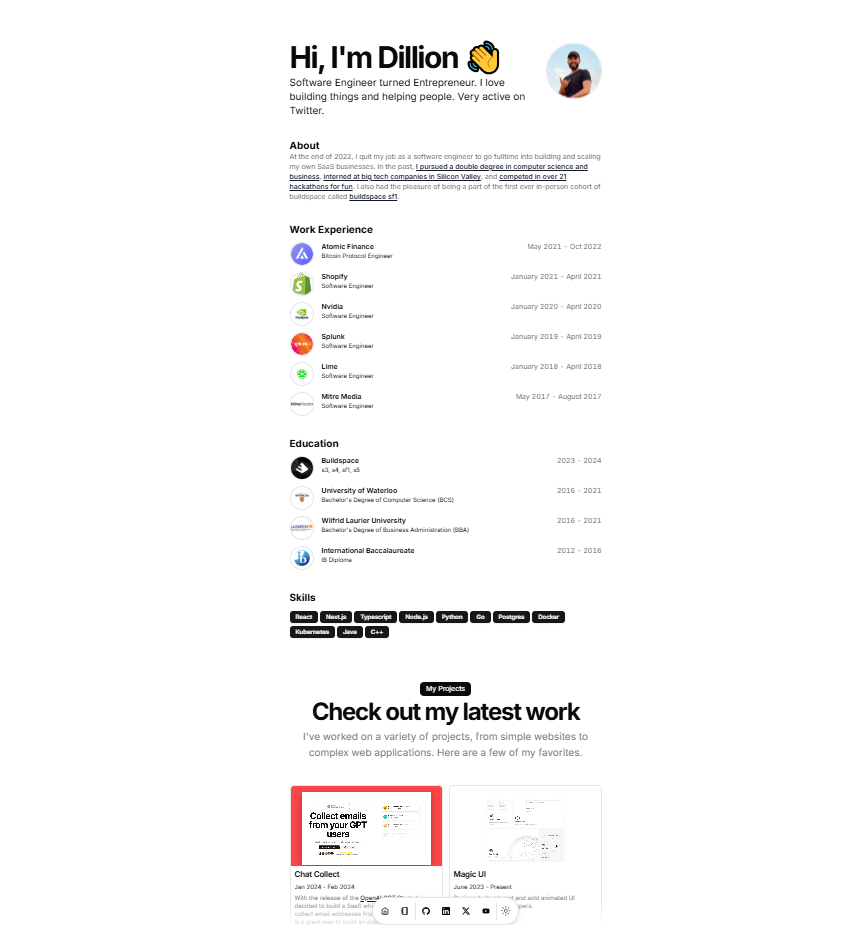 Hi, I'm Dillion 👋
Software Engineer turned Entrepreneur. I love
building things and helping people. Very active on
Twitter.
About
At the end of 2022, I quit my job as a software engineer to go fulltime into building and scaling
my own SaaS businesses. In the past, I pursued a double degree in computer science and
business, interned at big tech companies in Silicon Valley, and competed in over 21
hackathons for fun. I also had the pleasure of being a part of the first ever in-person cohort of
buildspace called buildspace sf1.
Work Experience
Atomic Finance May 2021 - Oct 2022
Bitcoin Protocol Engineer
Shopify January 2021 - April 2021
Software Engineer
Nvidia January 2020 - April 2020
Software Engineer
Splunk January 2019 - April 2019
Software Engineer
Lime January 2018 - April 2018
Software Engineer
Mitre Media May 2017 - August 2017
Software Engineer
Education
Buildspace 2023 - 2024
s3, s4, sf1, s5
University of Waterloo 2016 - 2021
Bachelor's Degree of Computer Science (BCS)
Wilfrid Laurier University 2016 - 2021
Bachelor's Degree of Business Administration (BBA)
International Baccalaureate 2012 - 2016
IB Diploma
Skills
React Next.js Typescript Node.js Python Go Postgres Docker
Kubernetes Java C++
My Projects
Check out my latest work
I've worked on a variety of projects, from simple websites to
complex web applications. Here are a few of my favorites.
Collect emails
from your GPT
users
Chat Collect
Jan 2024 - Feb 2024
With the release of the
decided to build a SaaS
collect email addresses
is a great way to build an
Magic UI
June 2023 - Present
and sold animated UI